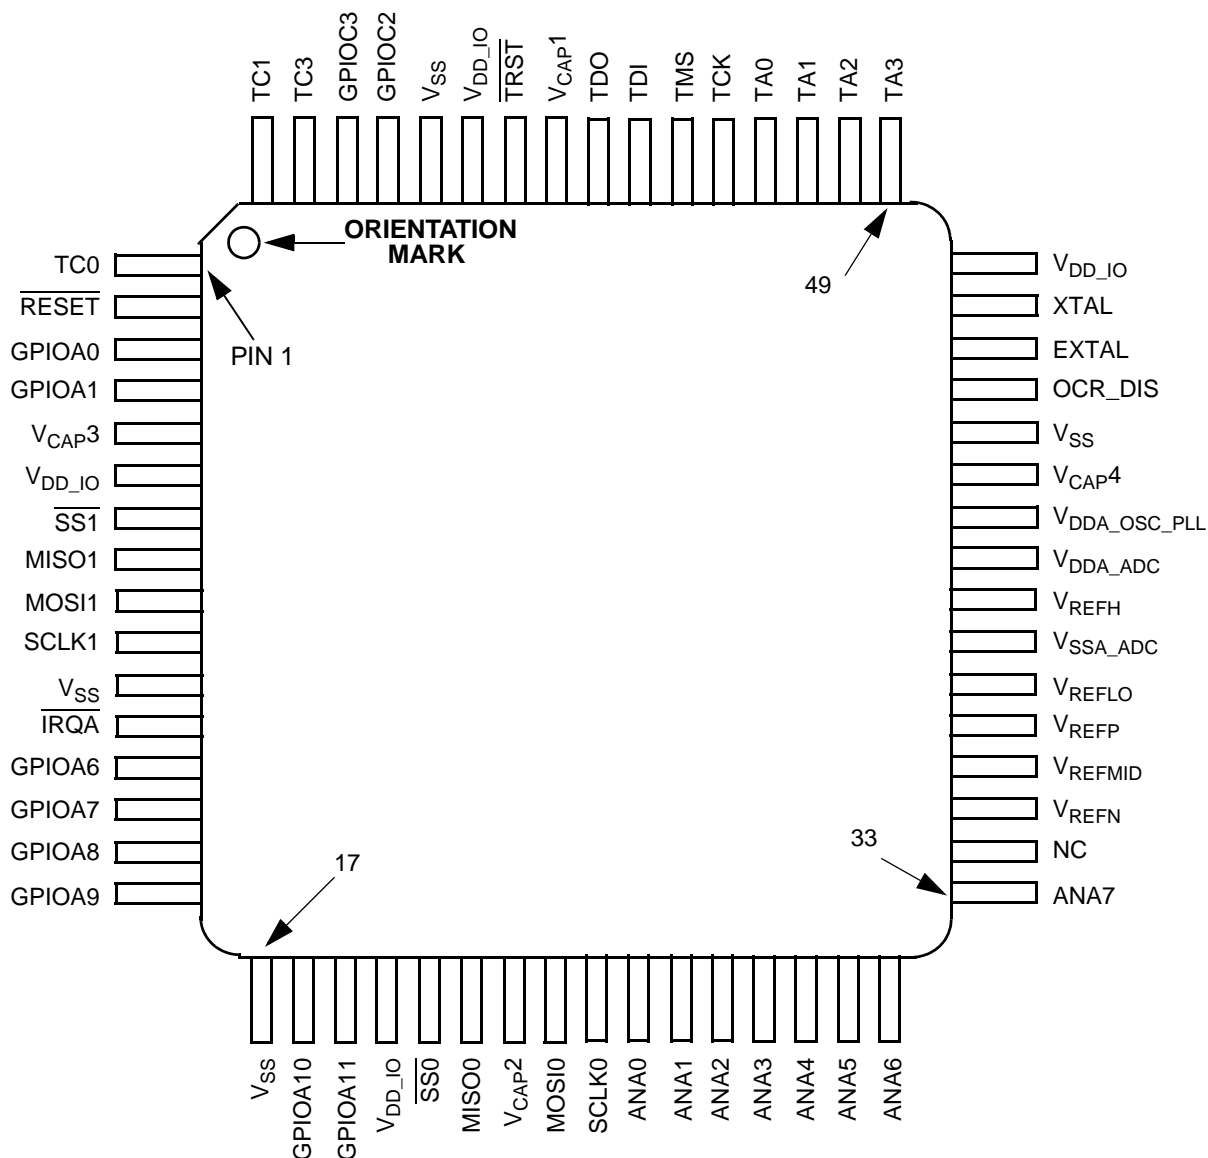 TC1
TC3
GPIOC3
GPIOC2
VSS
VDD_IO
TRST
VCAP1
TDO
TDI
TMS
TCK
TA0
TA1
TA2
TA3
ORIENTATION
MARK
PIN 1
49
TC0
RESET
GPIOA0
GPIOA1
VCAP3
VDD_IO
SS1
MISO1
MOSI1
SCLK1
VSS
IRQA
GPIOA6
GPIOA7
GPIOA8
GPIOA9
VDD_IO
XTAL
EXTAL
OCR_DIS
VSS
VCAP4
VDDA_OSC_PLL
VDDA_ADC
VREFH
VSSA_ADC
VREFLO
VREFP
VREFMID
VREFN
NC
ANA7
17
33
VSS
GPIOA10
GPIOA11
VDD_IO
SS0
MISO0
VCAP2
MOSI0
SCLK0
ANA0
ANA1
ANA2
ANA3
ANA4
ANA5
ANA6